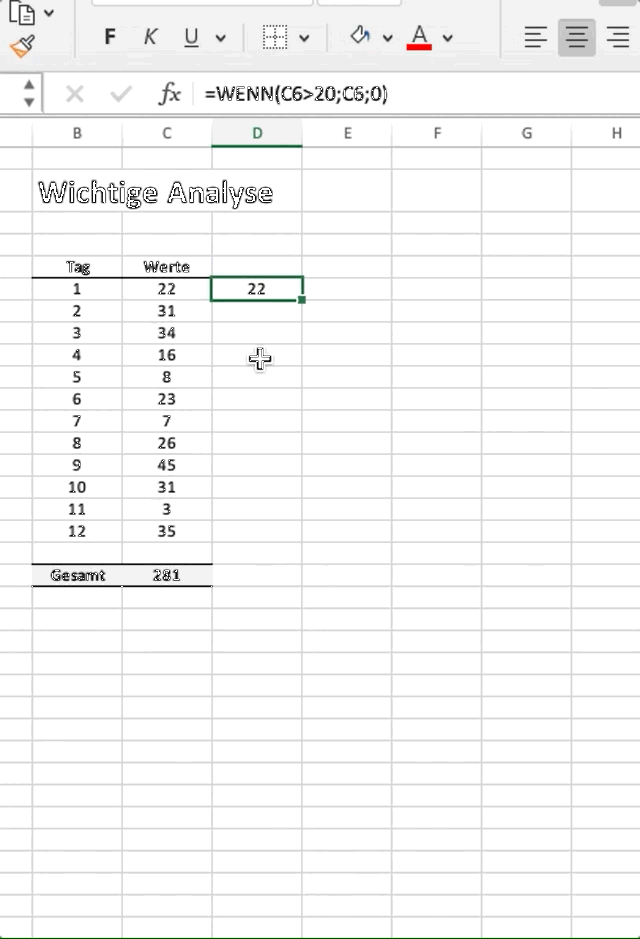 F K U A
fx =WENN(C6>20;C6;0)
B C D E F G H
Wichtige Analyse
Tag Werte
1 22 22
2 31
3 34
4 16
5 8
6 23
7 7
8 26
9 45
10 31
11 3
12 35
Gesamt 281